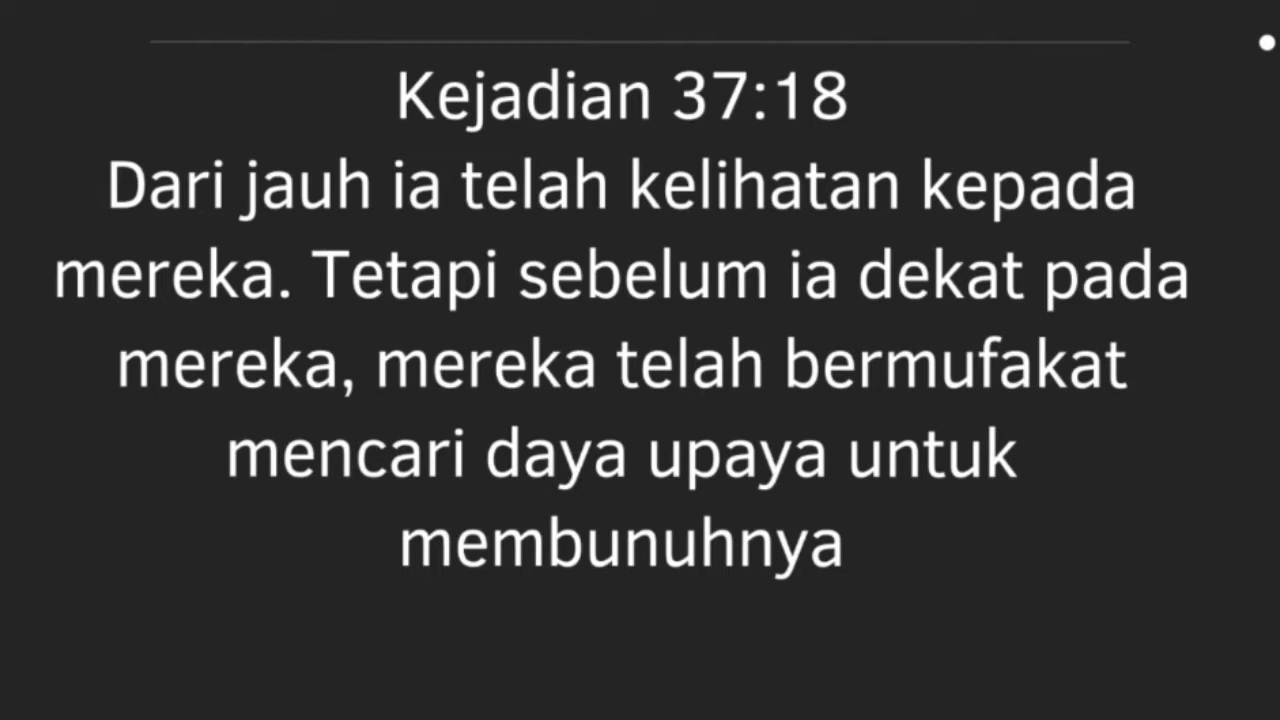 Kejadian 37:18
Dari jauh ia telah kelihatan kepada
mereka. Tetapi sebelum ia dekat pada
mereka, mereka telah bermufakat
mencari daya upaya untuk
membunuhnya